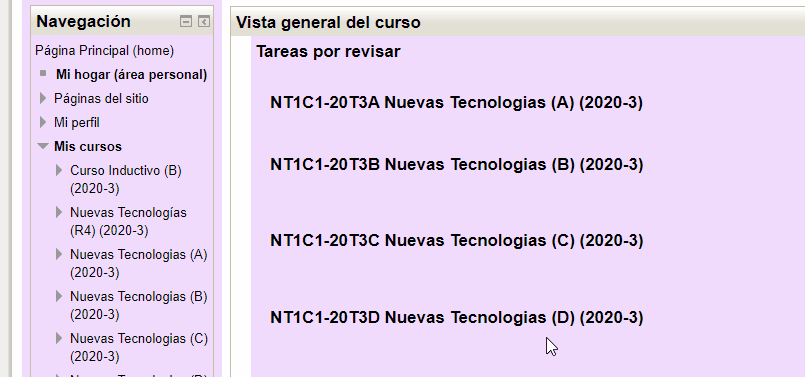 Navegación
Página Principal (home)
Mi hogar (área personal)
Páginas del sitio
Mi perfil
Mis cursos
Curso Inductivo (B)
(2020-3)
Nuevas Tecnologías
(R4) (2020-3)
Nuevas Tecnologias (A)
(2020-3)
Nuevas Tecnologias (B)
(2020-3)
Nuevas Tecnologias (C)
(2020-3)
Vista general del curso
Tareas por revisar
NT1C1-20T3A Nuevas Tecnologias (A) (2020-3)
NT1C1-20T3B Nuevas Tecnologias (B) (2020-3)
NT1C1-20T3C Nuevas Tecnologias (C) (2020-3)
NT1C1-20T3D Nuevas Tecnologias (D) (2020-3)